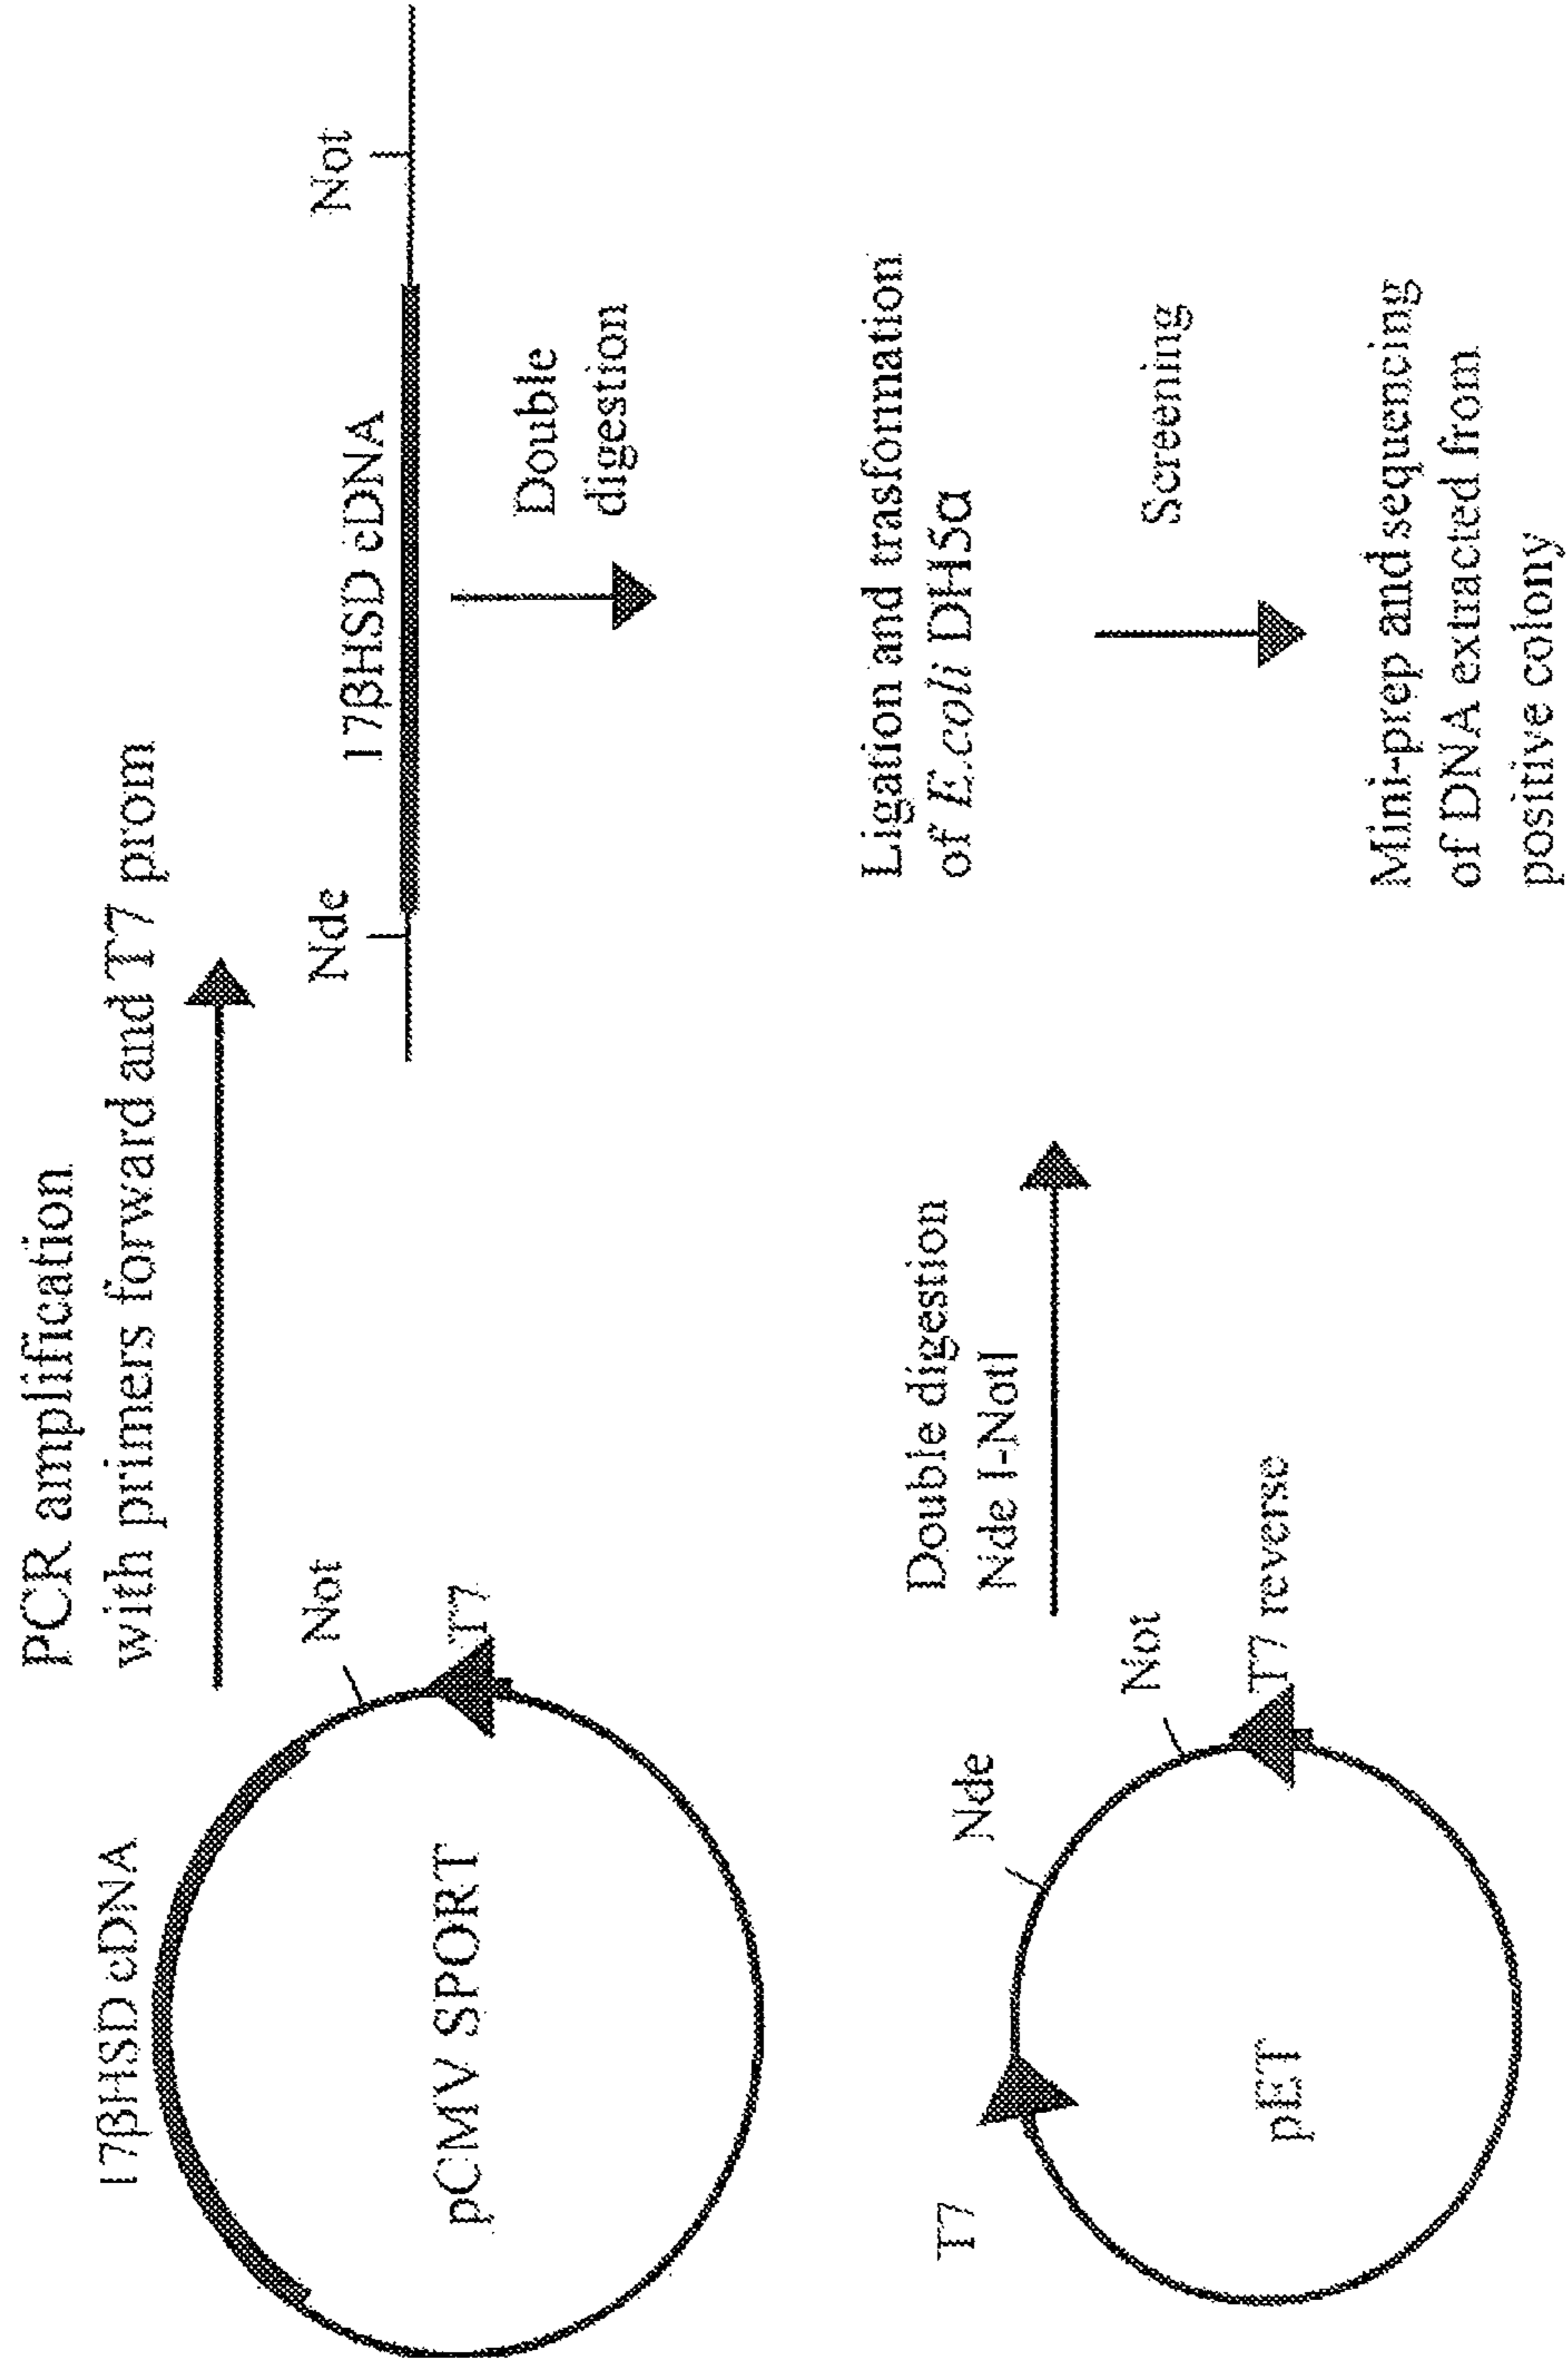 PCR amplification
with primers forward and T7 prom
17βHSD cDNA
Not
T7
pCMV SPORT
Nde
17βHSD cDNA
Not
Double
digestion
Double digestion
Nde I-NotI
Ligation and trasformation
of E.coli DH5α
T7
Nde
Not
T7 reverse
pET
Screening
Mini-prep and sequencing
of DNA extracted from
positive colony